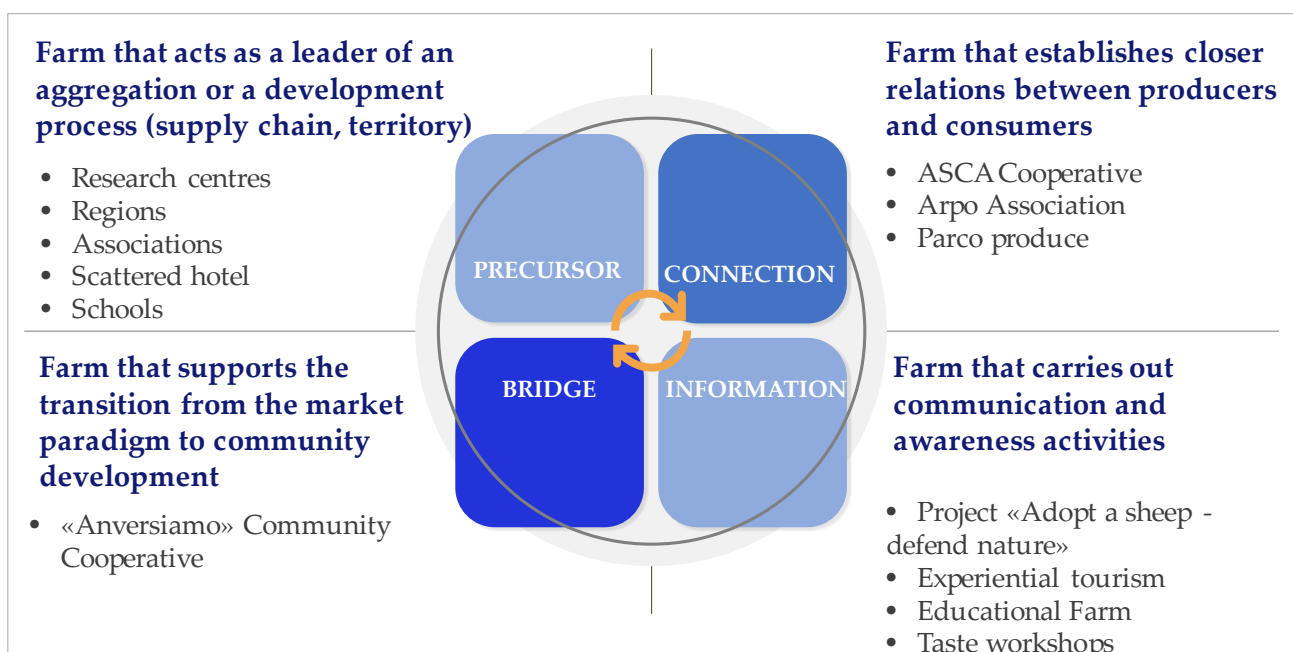 Farm that acts as a leader of an
aggregation or a development
process (supply chain, territory)
• Research centres
• Regions
• Associations
• Scattered hotel
• Schools
Farm that establishes closer
relations between producers
and consumers
• ASCA Cooperative
• Arpo Association
• Parco produce
PRECURSOR
CONNECTION
BRIDGE
INFORMATION
Farm that supports the
transition from the market
paradigm to community
development
• «Anversiamo» Community
Cooperative
Farm that carries out
communication and
awareness activities
• Project «Adopt a sheep -
defend nature»
• Experiential tourism
• Educational Farm
• Taste workshops